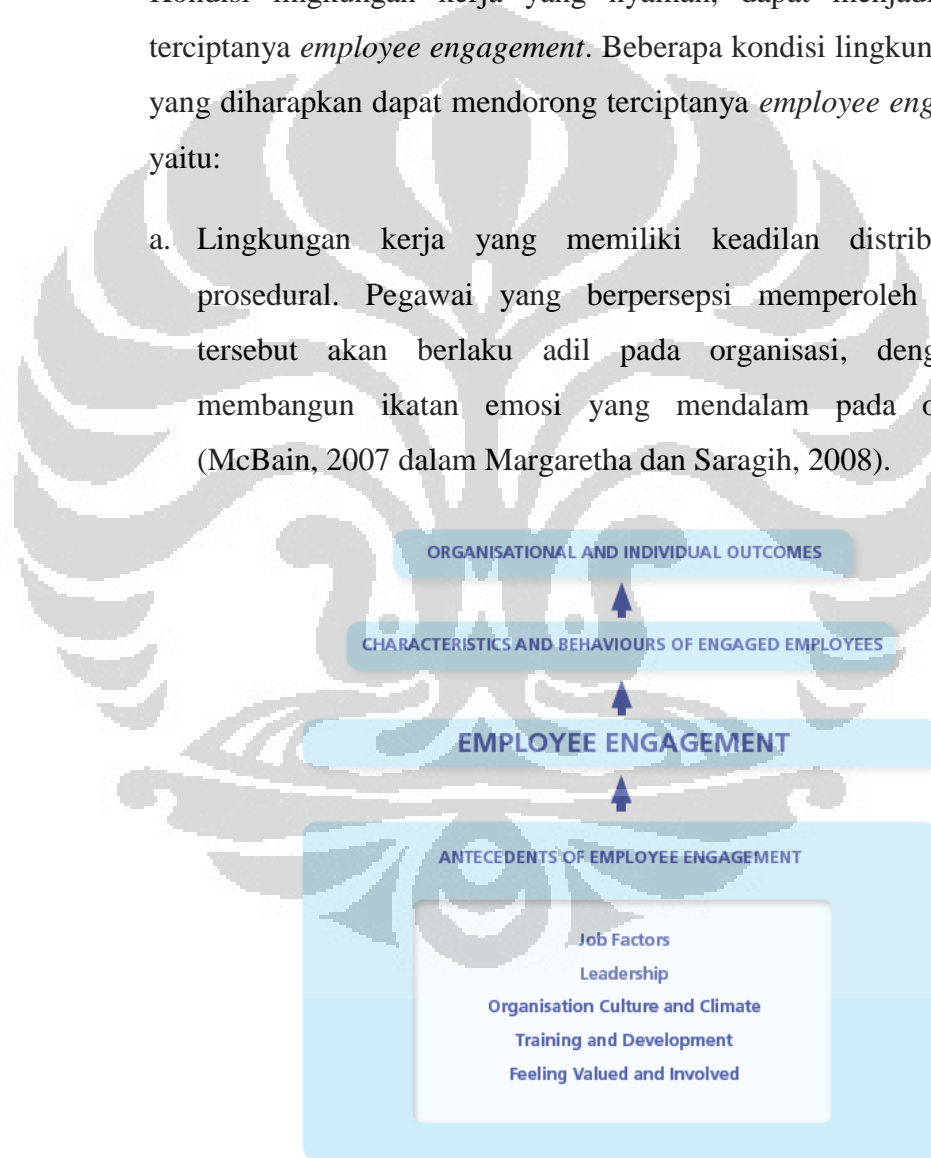 Kondisi lingkungan kerja yang nyaman, dapat menjadi
terciptanya employee engagement. Beberapa kondisi lingkun
yang diharapkan dapat mendorong terciptanya employee eng
yaitu:
a. Lingkungan kerja yang memiliki keadilan distrib
prosedural. Pegawai yang berpersepsi memperoleh
tersebut akan berlaku adil pada organisasi, deng
membangun ikatan emosi yang mendalam pada o
(McBain, 2007 dalam Margaretha dan Saragih, 2008).
ORGANISATIONAL AND INDIVIDUAL OUTCOMES
CHARACTERISTICS AND BEHAVIOURS OF ENGAGED EMPLOYEES
EMPLOYEE ENGAGEMENT
ANTECEDENTS OF EMPLOYEE ENGAGEMENT
Job Factors
Leadership
Organisation Culture and Climate
Training and Development
Feeling Valued and Involved